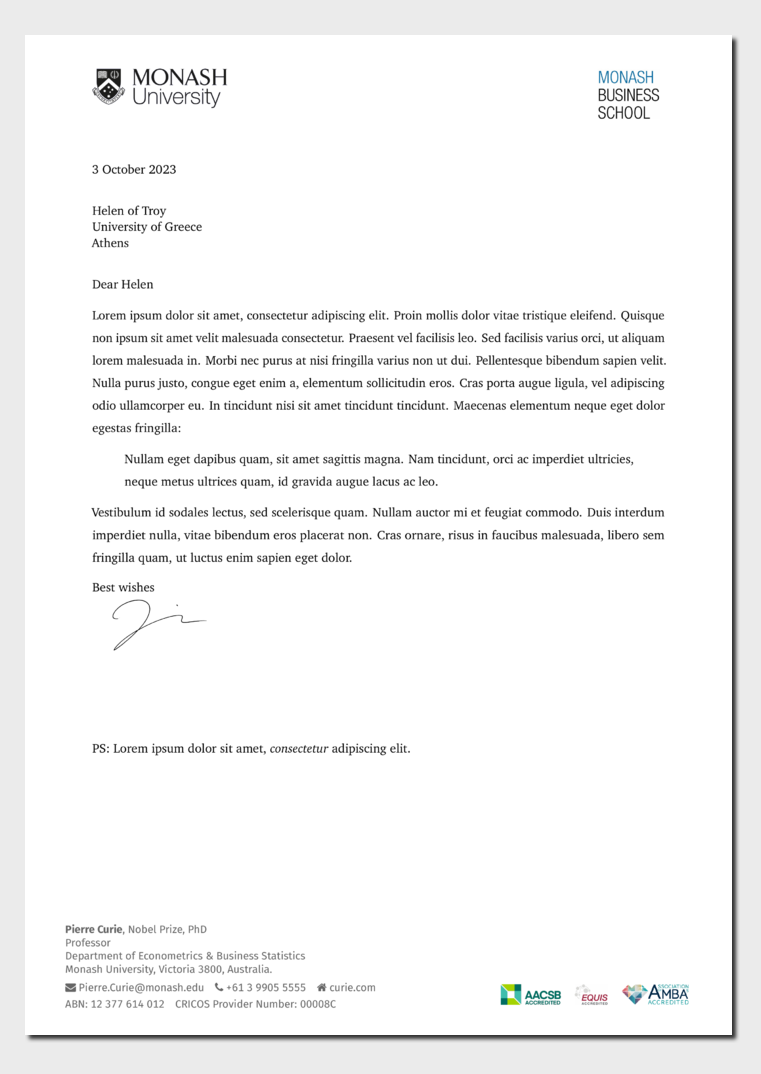 MONASH
University
MONASH
BUSINESS
SCHOOL
3 October 2023
Helen of Troy
University of Greece
Athens
Dear Helen
Lorem ipsum dolor sit amet, consectetur adipiscing elit. Proin mollis dolor vitae tristique eleifend. Quisque
non ipsum sit amet velit malesuada consectetur. Praesent vel facilisis leo. Sed facilisis varius orci, ut aliquam
lorem malesuada in. Morbi nec purus at nisi fringilla varius non ut dui. Pellentesque bibendum sapien velit.
Nulla purus justo, congue eget enim a, elementum sollicitudin eros. Cras porta augue ligula, vel adipiscing
odio ullamcorper eu. In tincidunt nisi sit amet tincidunt tincidunt. Maecenas elementum neque eget dolor
egestas fringilla:
Nullam eget dapibus quam, sit amet sagittis magna. Nam tincidunt, orci ac imperdiet ultricies,
neque metus ultrices quam, id gravida augue lacus ac leo.
Vestibulum id sodales lectus, sed scelerisque quam. Nullam auctor mi et feugiat commodo. Duis interdum
imperdiet nulla, vitae bibendum eros placerat non. Cras ornare, risus in faucibus malesuada, libero sem
fringilla quam, ut luctus enim sapien eget dolor.
Best wishes
PS: Lorem ipsum dolor sit amet, consectetur adipiscing elit.
Pierre Curie, Nobel Prize, PhD
Professor
Department of Econometrics & Business Statistics
Monash University, Victoria 3800, Australia.
Pierre.Curie@monash.edu +61 3 9905 5555 curie.com
ABN: 12 377 614 012 CRICOS Provider Number: 00008C
AACSB
ACCREDITED
EQUIS
ACCREDITED
ASSOCIATION
AMBA
ACCREDITED